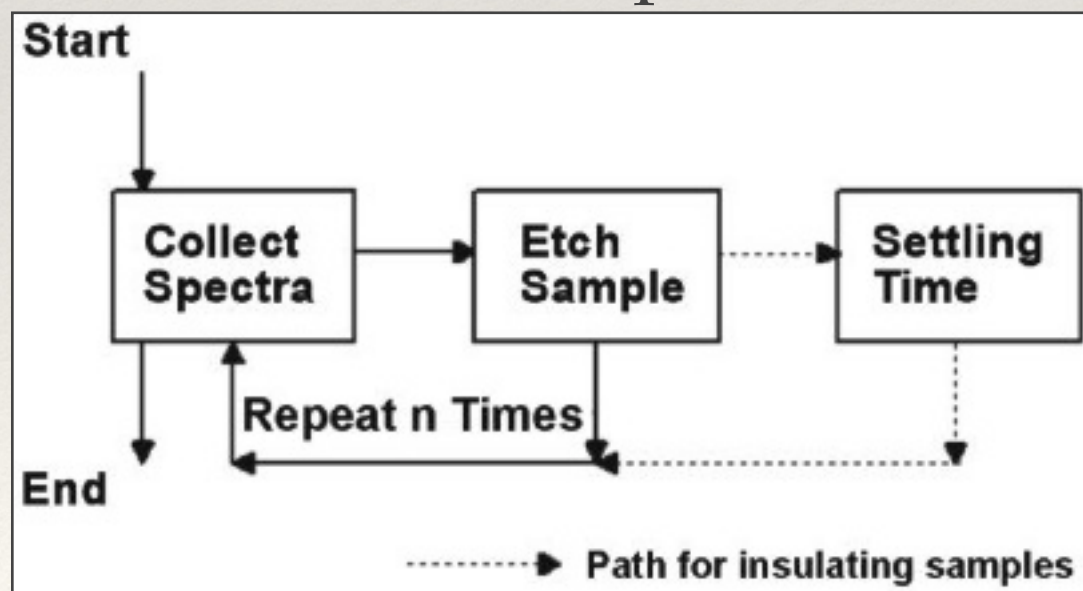 Start
Collect
Spectra
Etch
Sample
Settling
Time
Repeat n Times
End
Path for insulating samples